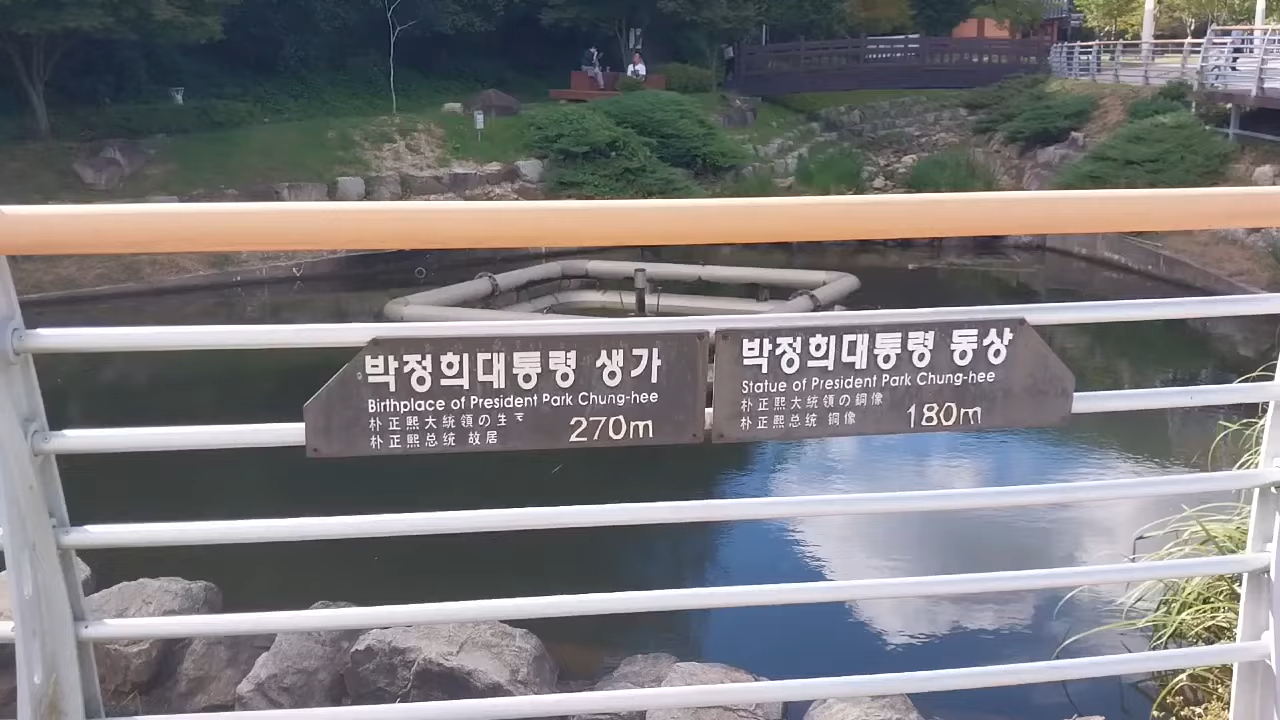 박정희대통령 생가
Birthplace of President Park Chung-hee
朴正熙大統領の生
朴正熙总统 故居
270m
박정희대통령 동상
Statue of President Park Chung-hee
朴正熙大統領の銅像
朴正熙总统 铜像
180m